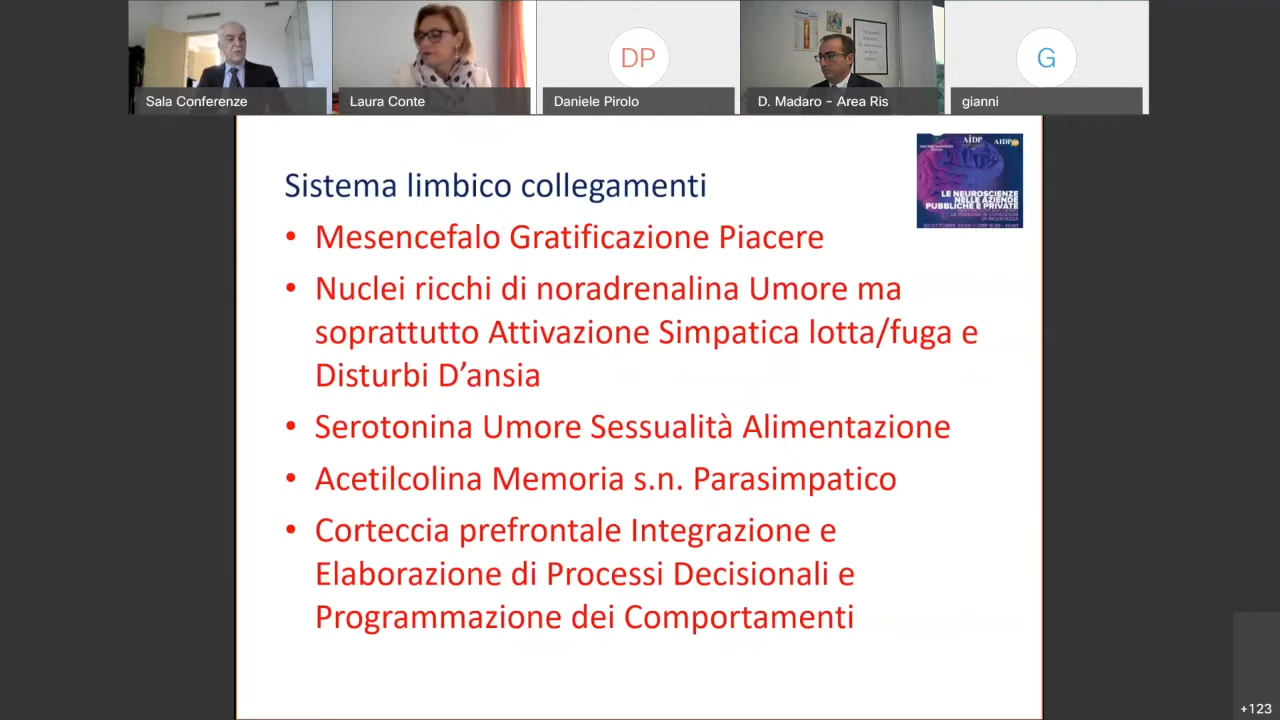 Sala Conferenze
Laura Conte
DP
Daniele Pirolo
D. Madaro - Area Ris
G
gianni
Sistema limbico collegamenti
AIDP
AIDP
LE NEUROSCIENZE
NELLE AZIENDE
PUBBLICHE E PRIVATE
• Mesencefalo Gratificazione Piacere
• Nuclei ricchi di noradrenalina Umore ma
soprattutto Attivazione Simpatica lotta/fuga e
Disturbi D’ansia
• Serotonina Umore Sessualità Alimentazione
• Acetilcolina Memoria s.n. Parasimpatico
• Corteccia prefrontale Integrazione e
Elaborazione di Processi Decisionali e
Programmazione dei Comportamenti
+123